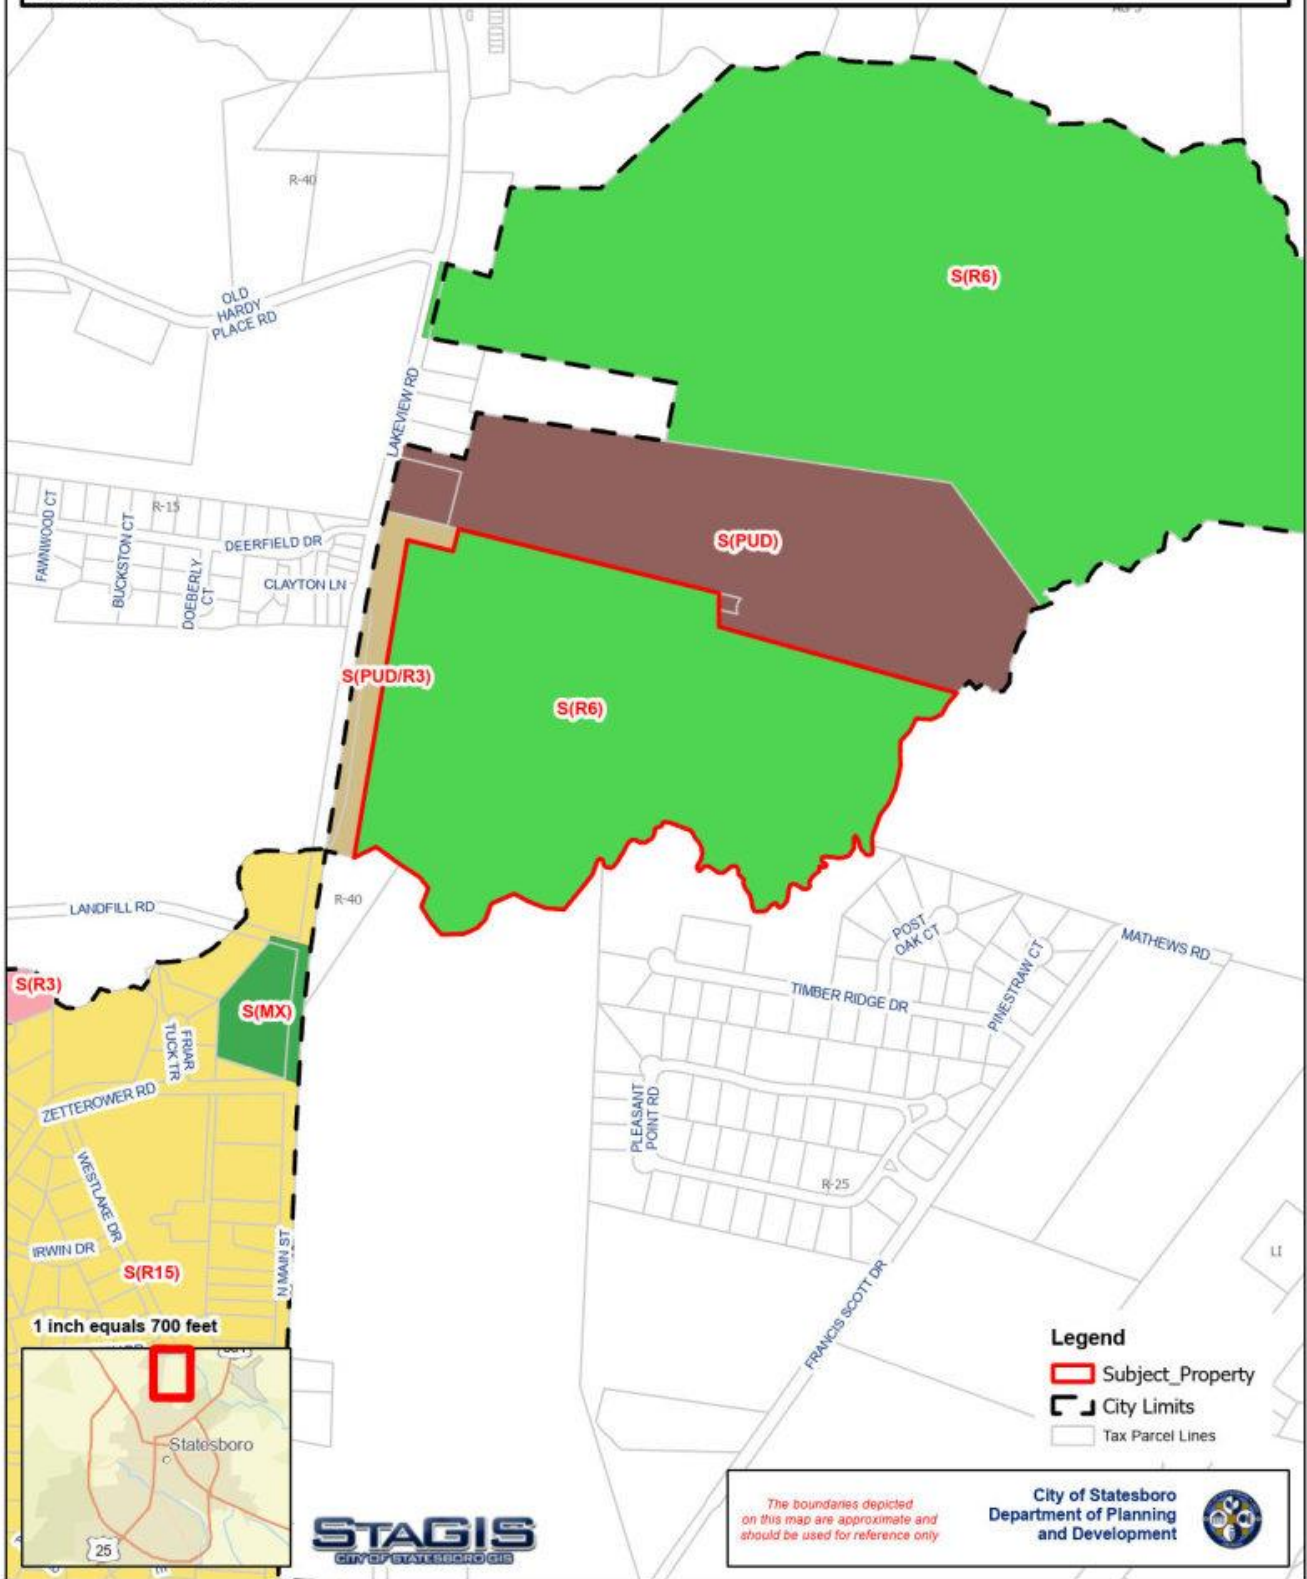 R-40
S(R6)
OLD
HARDY
PLACE RD
LAKEVIEW RD
R-15
FAWNWOOD CT
BUCKSTON CT
DOEBERLY
CT
DEERFIELD DR
CLAYTON LN
S(PUD)
S(PUD/R3)
S(R6)
LANDFILL RD
R-40
POST
OAK CT
MATHEWS RD
S(R3)
S(MX)
TIMBER RIDGE DR
PINESTRAW CT
FRIAR
TUCK TR
ZETTEROWER RD
PLEASANT
POINT RD
WESTLAKE DR
R-25
IRWIN DR
N MAIN ST
LI
S(R15)
FRANCIS SCOTT DR
1 inch equals 700 feet
Statesboro
25
Legend
Subject_Property
City Limits
Tax Parcel Lines
STAGIS
CITY OF STATESBORO GIS
The boundaries depicted
on this map are approximate and
should be used for reference only
City of Statesboro
Department of Planning
and Development